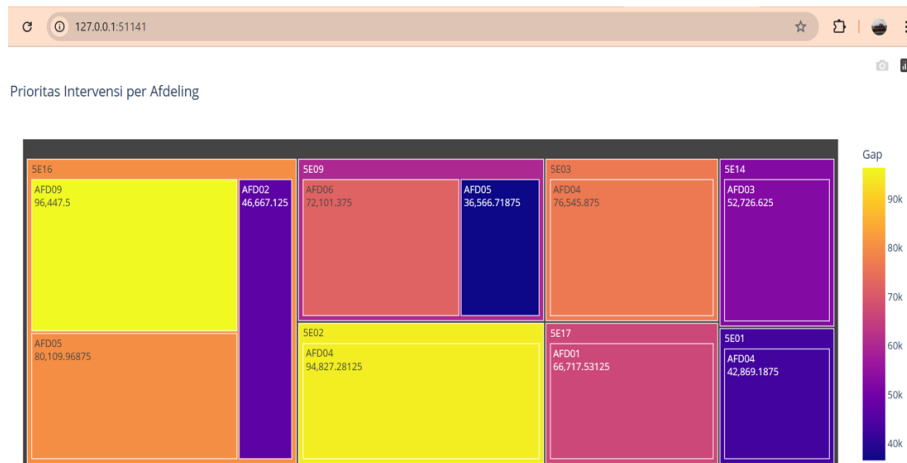 127.0.0.1:51141
Prioritas Intervensi per Afdeling
5E16
AFD09
96,447.5
AFD02
46,667.125
AFD05
80,109.96875
5E09
AFD06
72,101.375
AFD05
36,566.71875
5E02
AFD04
94,827.28125
5E03
AFD04
76,545.875
5E17
AFD01
66,717.53125
5E14
AFD03
52,726.625
5E01
AFD04
42,869.1875
Gap
90k
80k
70k
60k
50k
40k